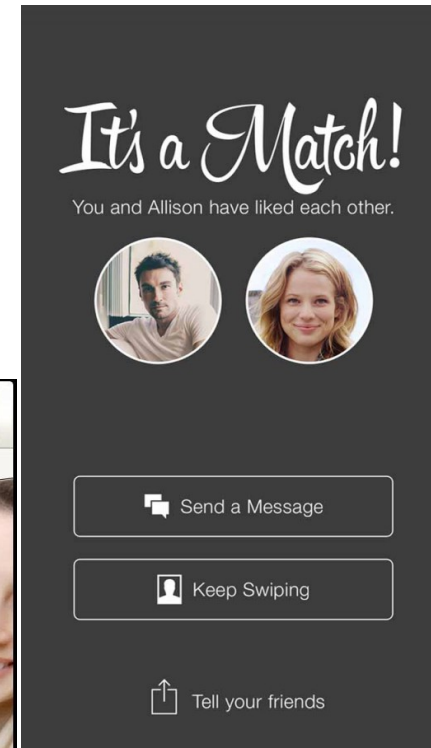 It's a Match!
You and Allison have liked each other.
Send a Message
Keep Swiping
Tell your friends